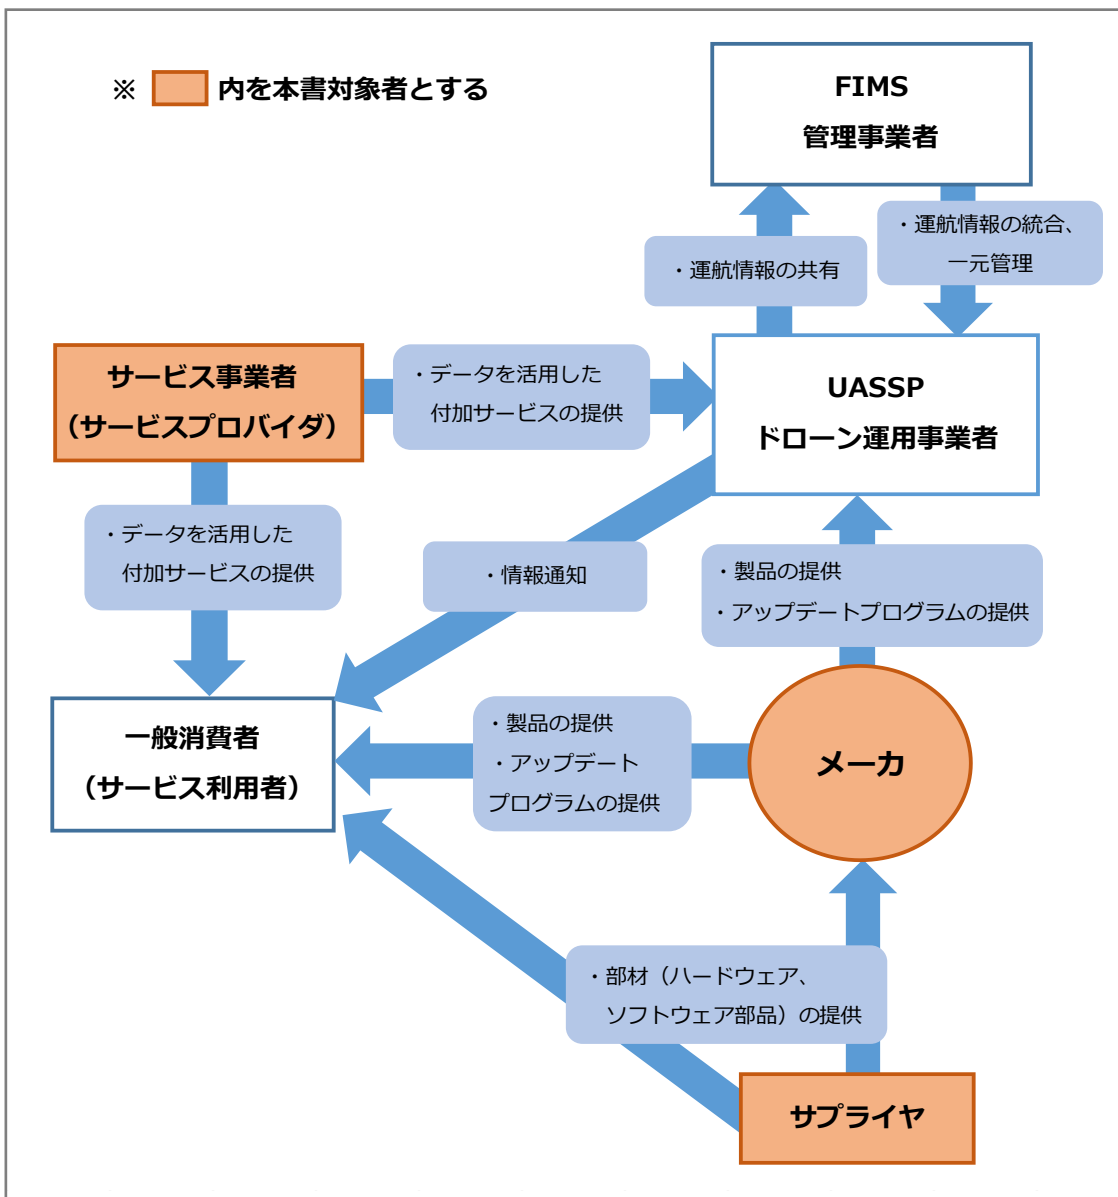 ※ 内を本書対象者とする
FIMS
管理事業者
・運航情報の共有
・運航情報の統合、
一元管理
サービス事業者
（サービスプロバイダ）
・データを活用した
付加サービスの提供
UASSP
ドローン運用事業者
・データを活用した
付加サービスの提供
・情報通知
・製品の提供
・アップデートプログラムの提供
一般消費者
（サービス利用者）
・製品の提供
・アップデート
プログラムの提供
メーカ
・部材（ハードウェア、
ソフトウェア部品）の提供
サプライヤ